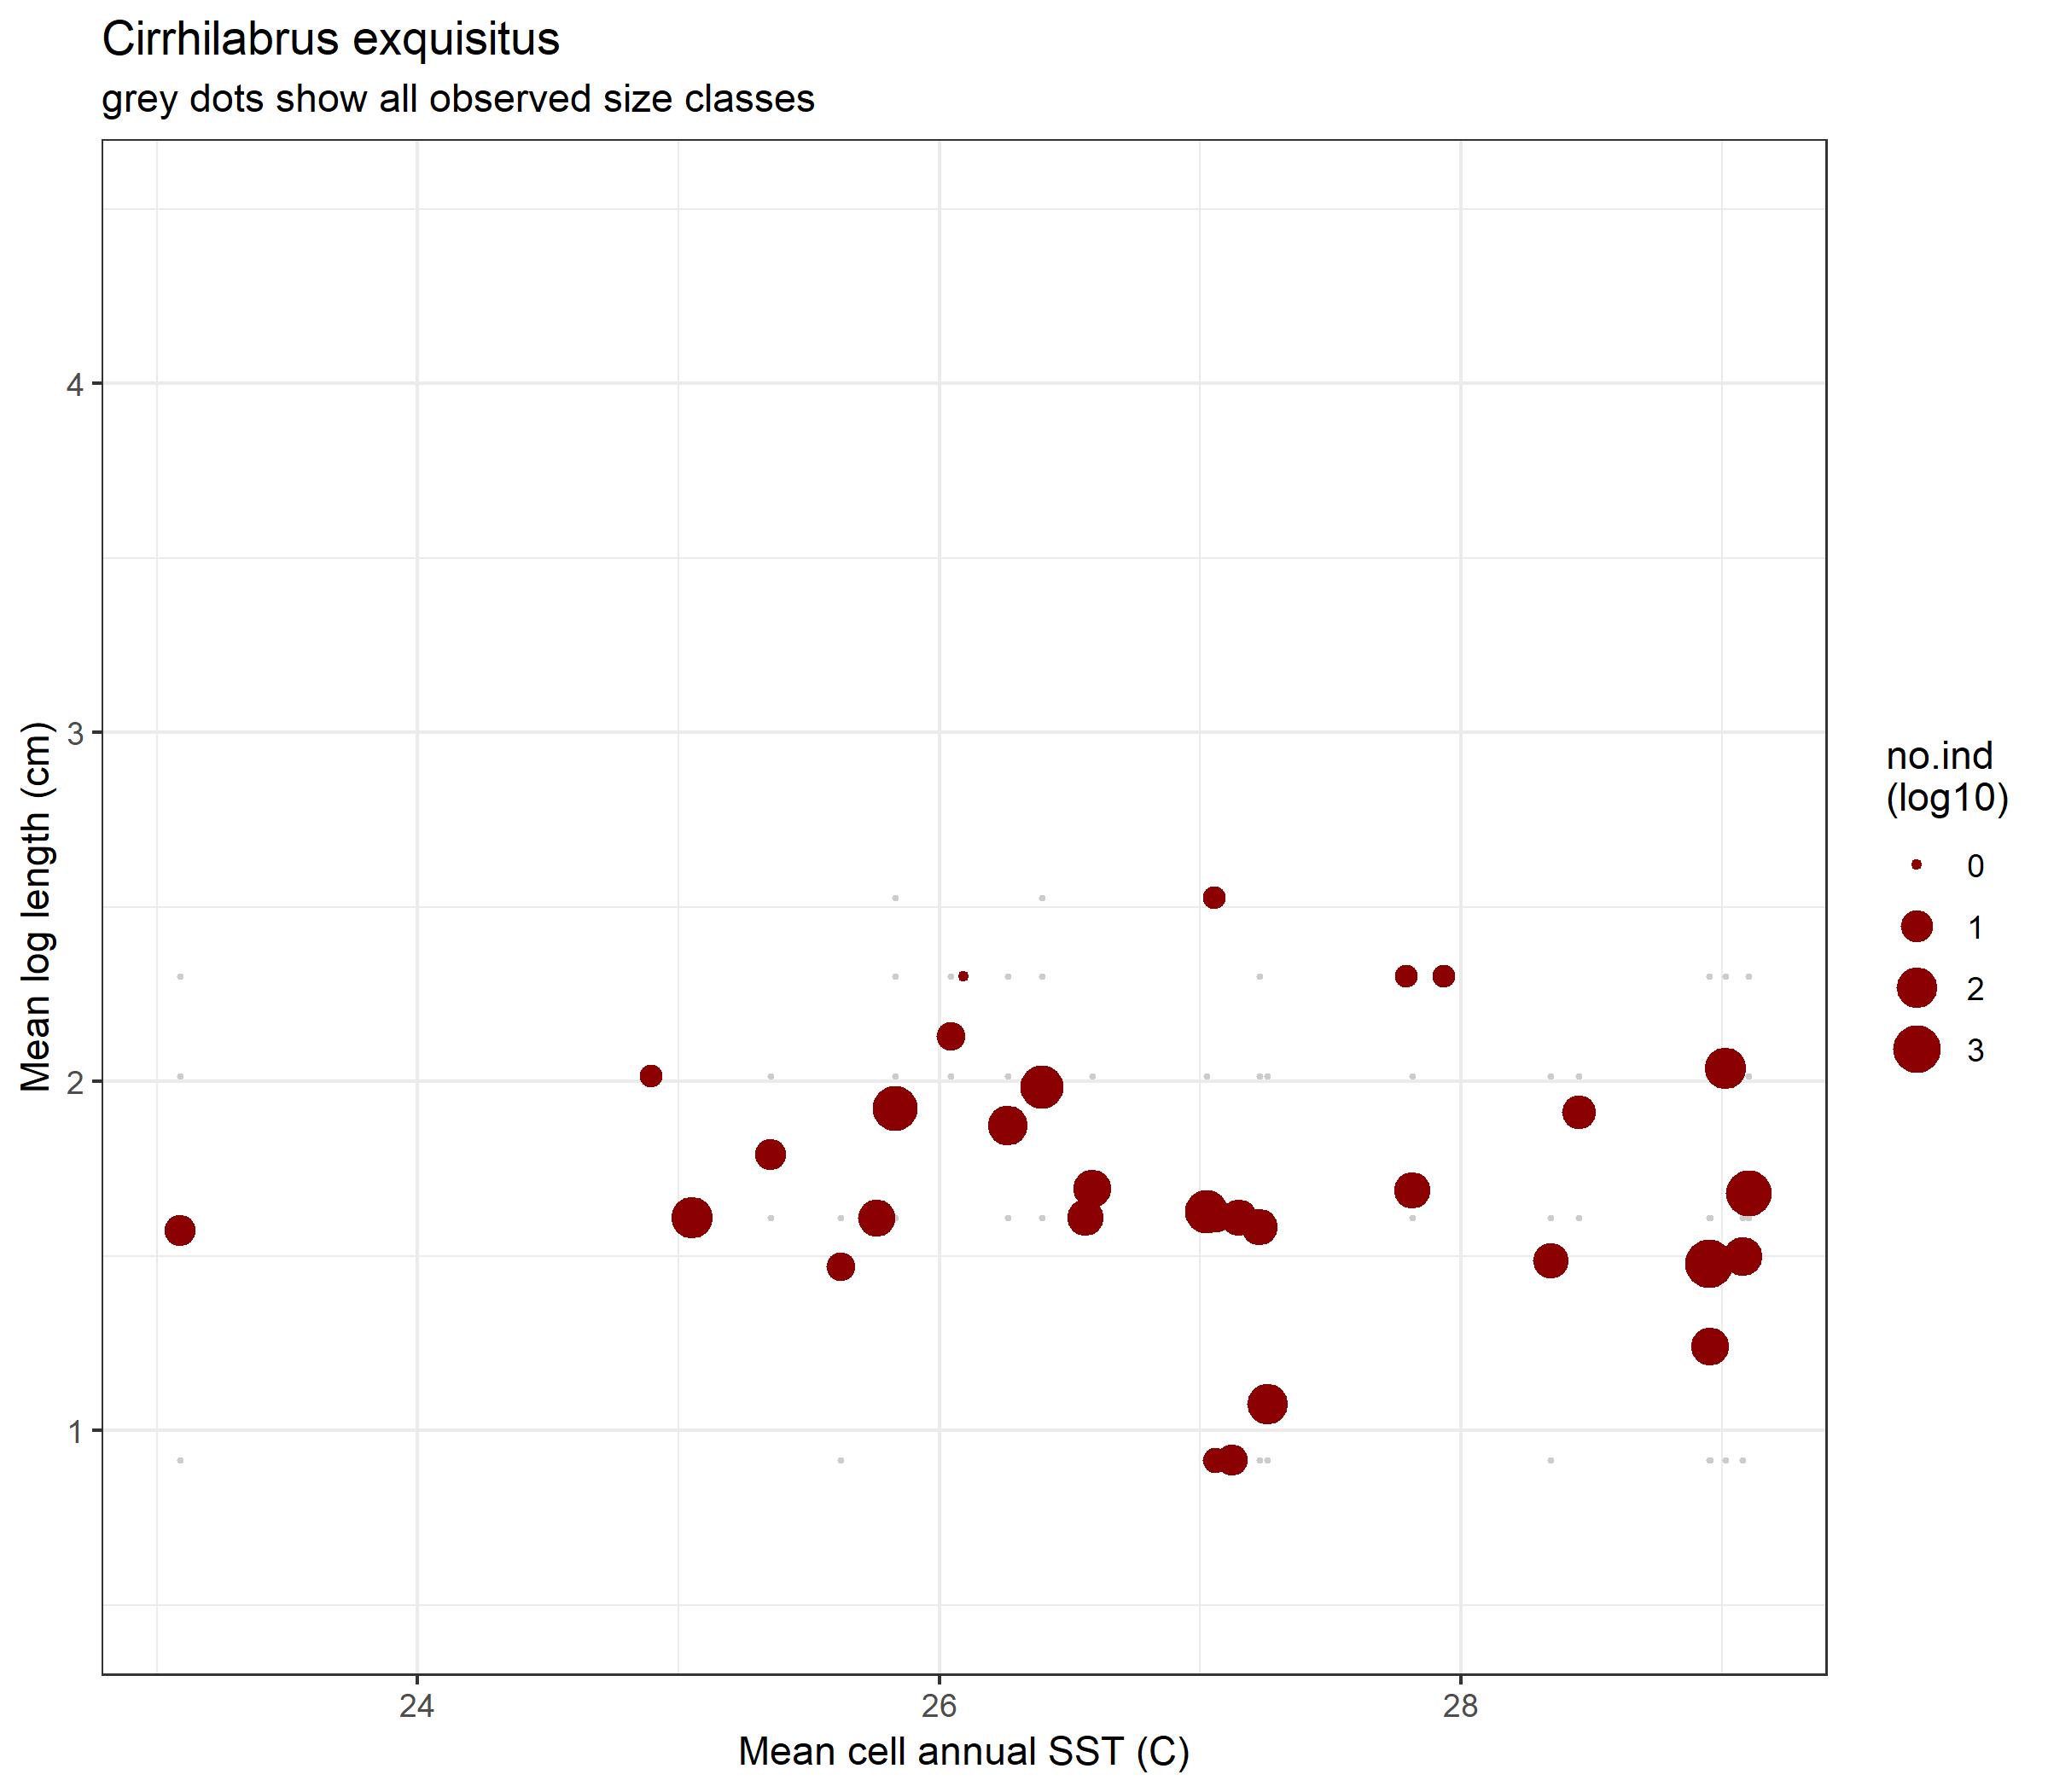 Cirrhilabrus exquisitus
grey dots show all observed size classes
4
3
2
1
Mean log length (cm)
24
26
28
Mean cell annual SST (C)
no.ind
(log10)
0
1
2
3